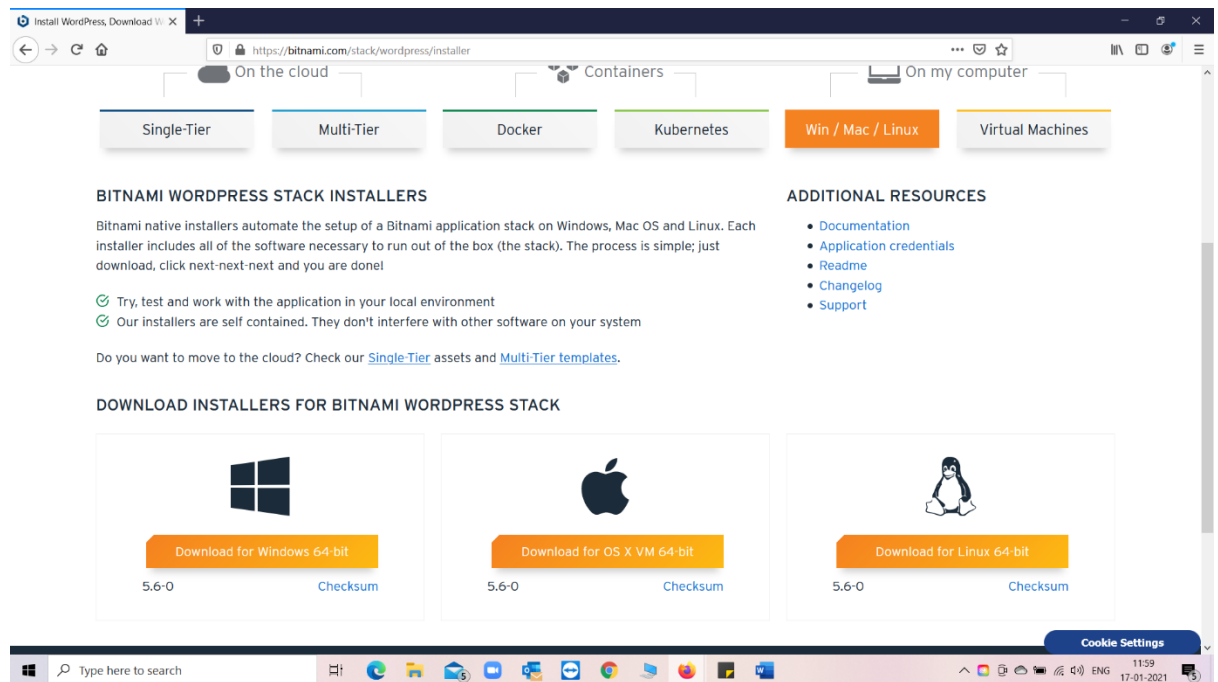 Install WordPress, Download W
https://bitnami.com/stack/wordpress/installer
On the cloud
Containers
On my computer
Single-Tier
Multi-Tier
Docker
Kubernetes
Win / Mac / Linux
Virtual Machines
BITNAMI WORDPRESS STACK INSTALLERS
Bitnami native installers automate the setup of a Bitnami application stack on Windows, Mac OS and Linux. Each
installer includes all of the software necessary to run out of the box (the stack). The process is simple; just
download, click next-next-next and you are done!
Try, test and work with the application in your local environment
Our installers are self contained. They don't interfere with other software on your system
Do you want to move to the cloud? Check our Single-Tier assets and Multi-Tier templates.
ADDITIONAL RESOURCES
Documentation
Application credentials
Readme
Changelog
Support
DOWNLOAD INSTALLERS FOR BITNAMI WORDPRESS STACK
Download for Windows 64-bit
5.6-0 Checksum
Download for OS X VM 64-bit
5.6-0 Checksum
Download for Linux 64-bit
5.6-0 Checksum
Cookie Settings
Type here to search
5
ENG
11:59
17-01-2021
5